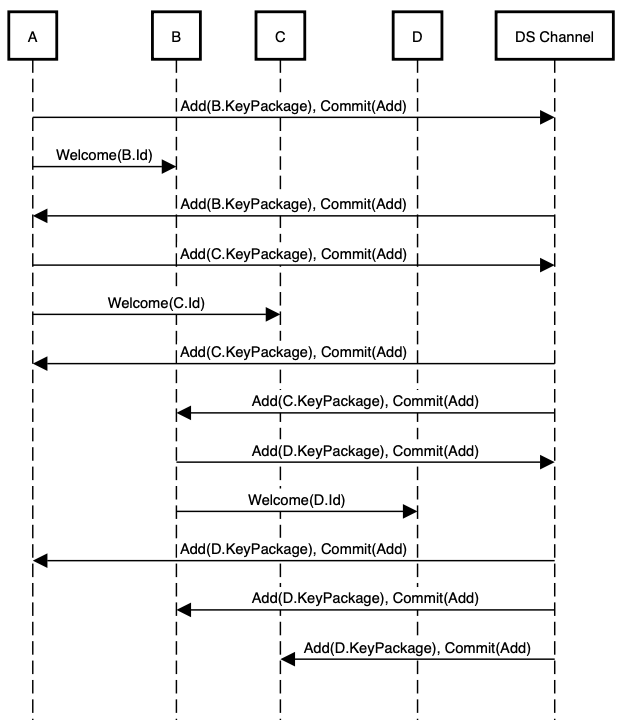 A B C D DS Channel
Add(B.KeyPackage), Commit(Add)
Welcome(B.Id)
Add(B.KeyPackage), Commit(Add)
Add(C.KeyPackage), Commit(Add)
Welcome(C.Id)
Add(C.KeyPackage), Commit(Add)
Add(C.KeyPackage), Commit(Add)
Add(D.KeyPackage), Commit(Add)
Welcome(D.Id)
Add(D.KeyPackage), Commit(Add)
Add(D.KeyPackage), Commit(Add)
Add(D.KeyPackage), Commit(Add)